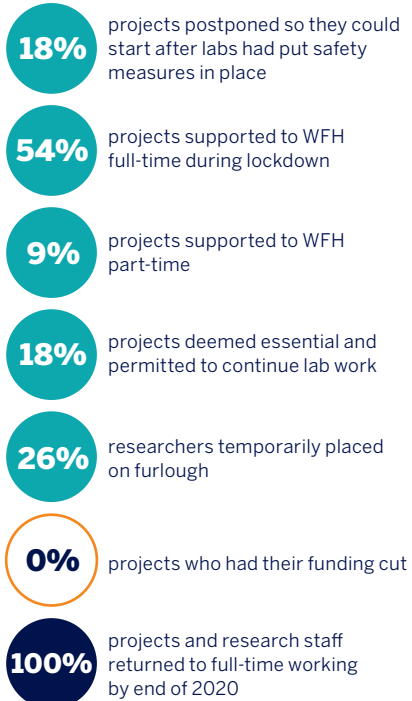 18%
projects postponed so they could
start after labs had put safety
measures in place
54%
projects supported to WFH
full-time during lockdown
9%
projects supported to WFH
part-time
18%
projects deemed essential and
permitted to continue lab work
26%
researchers temporarily placed
on furlough
0%
projects who had their funding cut
100%
projects and research staff
returned to full-time working
by end of 2020